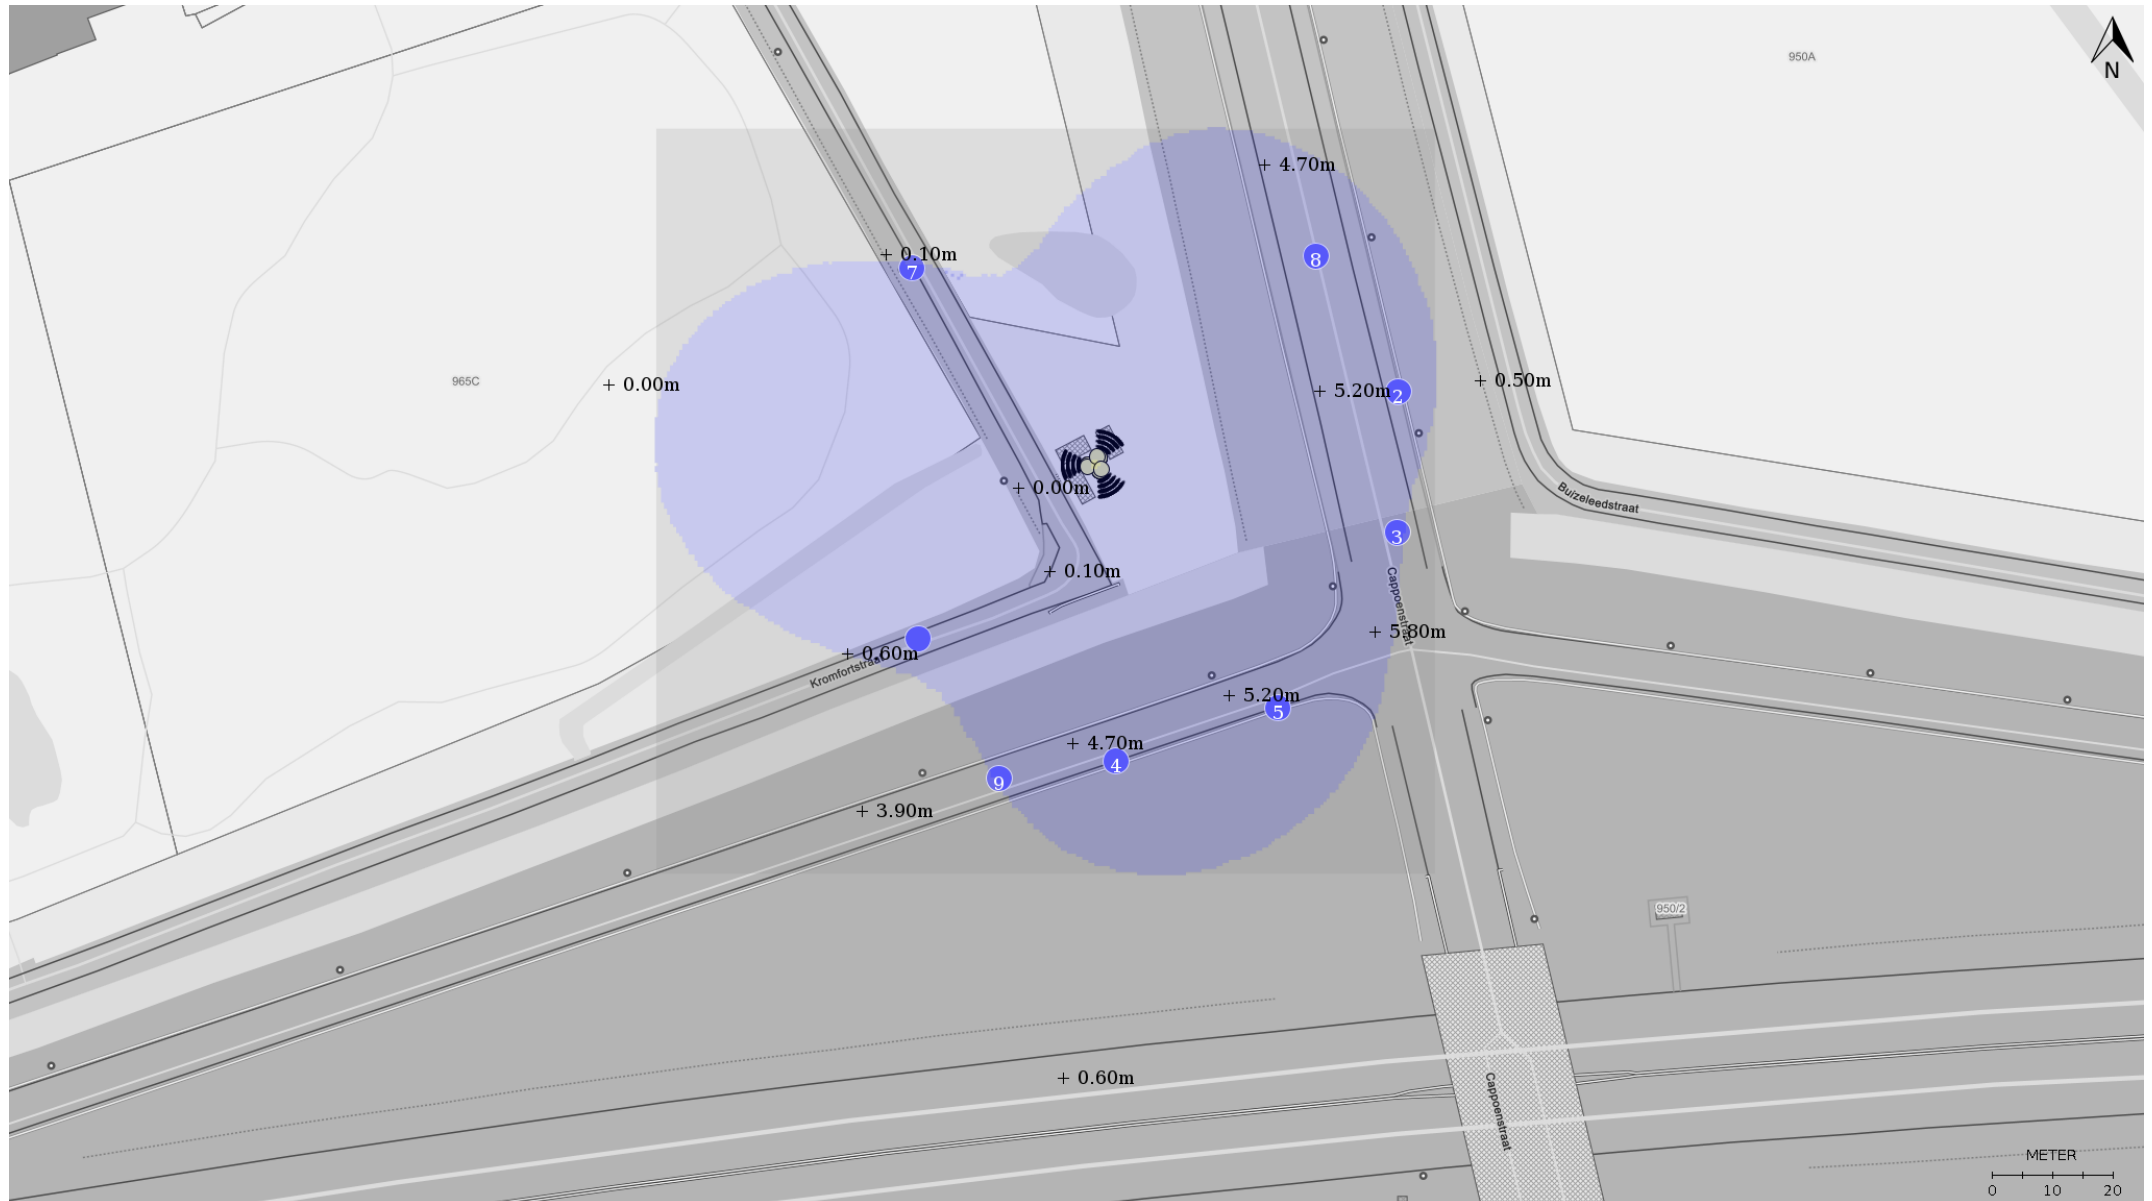 950A
N
+ 4.70m
+ 0.10m
7
8
965C
+ 0.00m
+ 5.20m
2
+ 0.50m
+ 0.00m
Buizeleedstraat
3
+ 0.10m
Cappoenstraat
+ 5.80m
+ 0.60m
Kromfortstraat
+ 5.20m
5
+ 4.70m
4
9
+ 3.90m
950/2
+ 0.60m
Cappoenstraat
METER
0 10 20